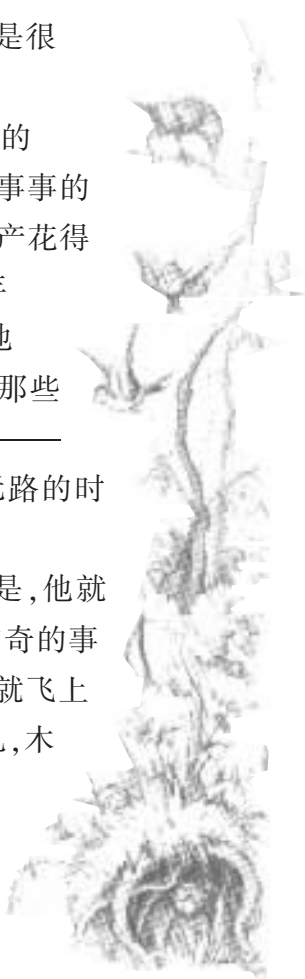 是很
的
事事的
产花得
他
那些
路的时
是,他就
奇的事
就飞上
,木